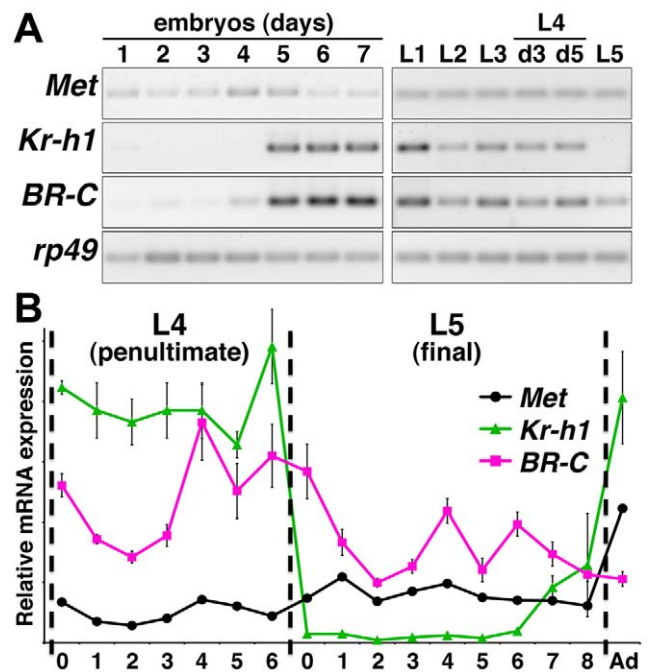 A
embryos (days)
L4
1 2 3 4 5 6 7 L1 L2 L3 d3 d5 L5
Met
Kr-h1
BR-C
rp49
B
L4
(penultimate)
L5
(final)
Met
Kr-h1
BR-C
Relative mRNA expression
0 1 2 3 4 5 6 0 1 2 3 4 5 6 7 8 Ad